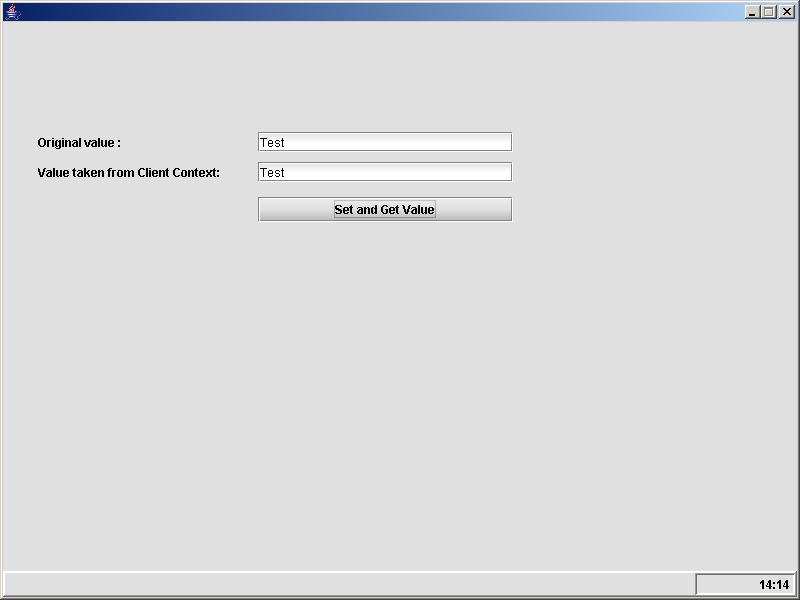 Original value :
Test
Value taken from Client Context:
Test
Set and Get Value
14:14